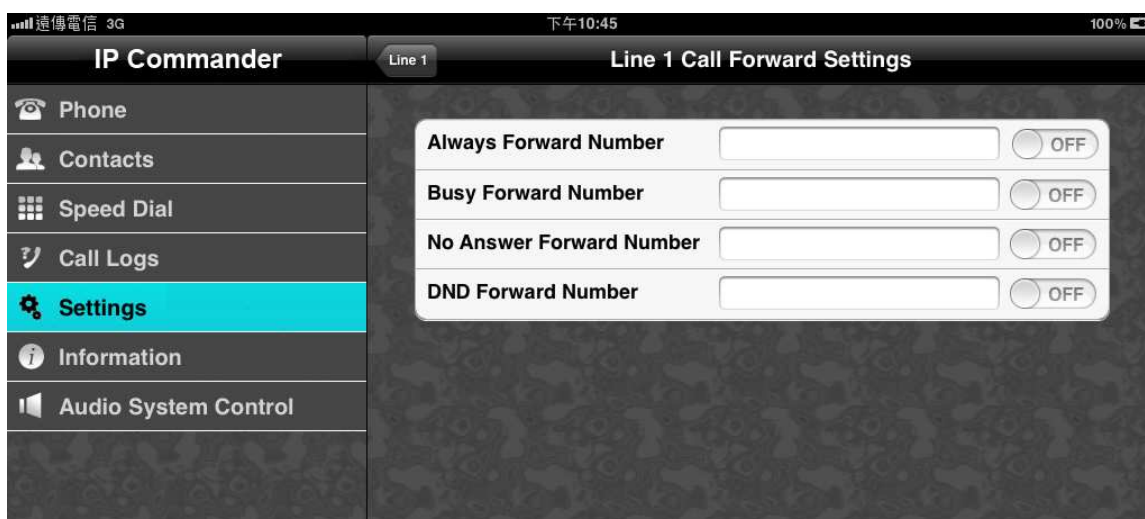 遠傳電信 3G 下午10:45 100%
IP Commander
Line 1 Line 1 Call Forward Settings
Phone
Contacts
Speed Dial
Call Logs
Settings
Information
Audio System Control
Always Forward Number OFF
Busy Forward Number OFF
No Answer Forward Number OFF
DND Forward Number OFF